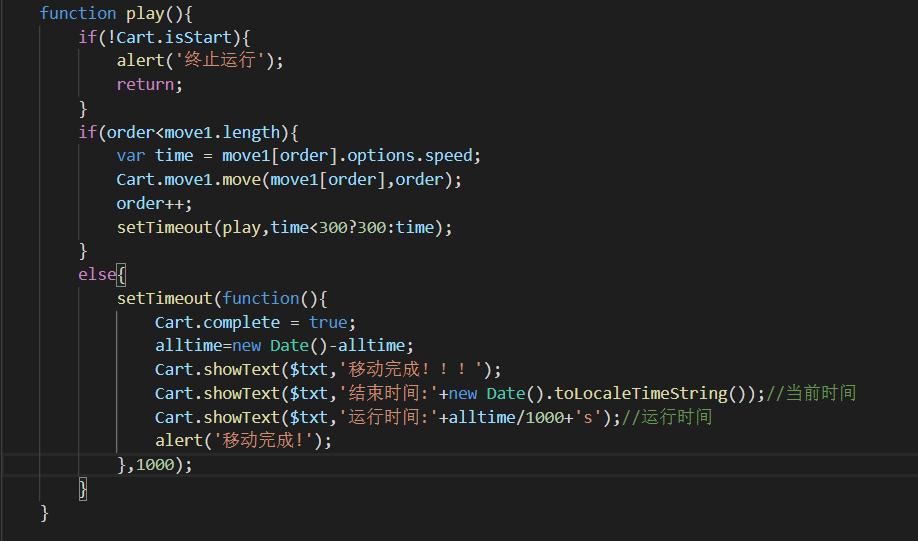 function play(){
if(!Cart.isStart){
alert('终止运行');
return;
}
if(order<move1.length){
var time = move1[order].options.speed;
Cart.move1.move(move1[order],order);
order++;
setTimeout(play,time<300?300:time);
}
else{
setTimeout(function(){
Cart.complete = true;
alltime=new Date()-alltime;
Cart.showText($txt,'移动完成！！！');
Cart.showText($txt,'结束时间:'+new Date().toLocaleTimeString());//当前时间
Cart.showText($txt,'运行时间:'+alltime/1000+'s');//运行时间
alert('移动完成!');
},1000);
}
}